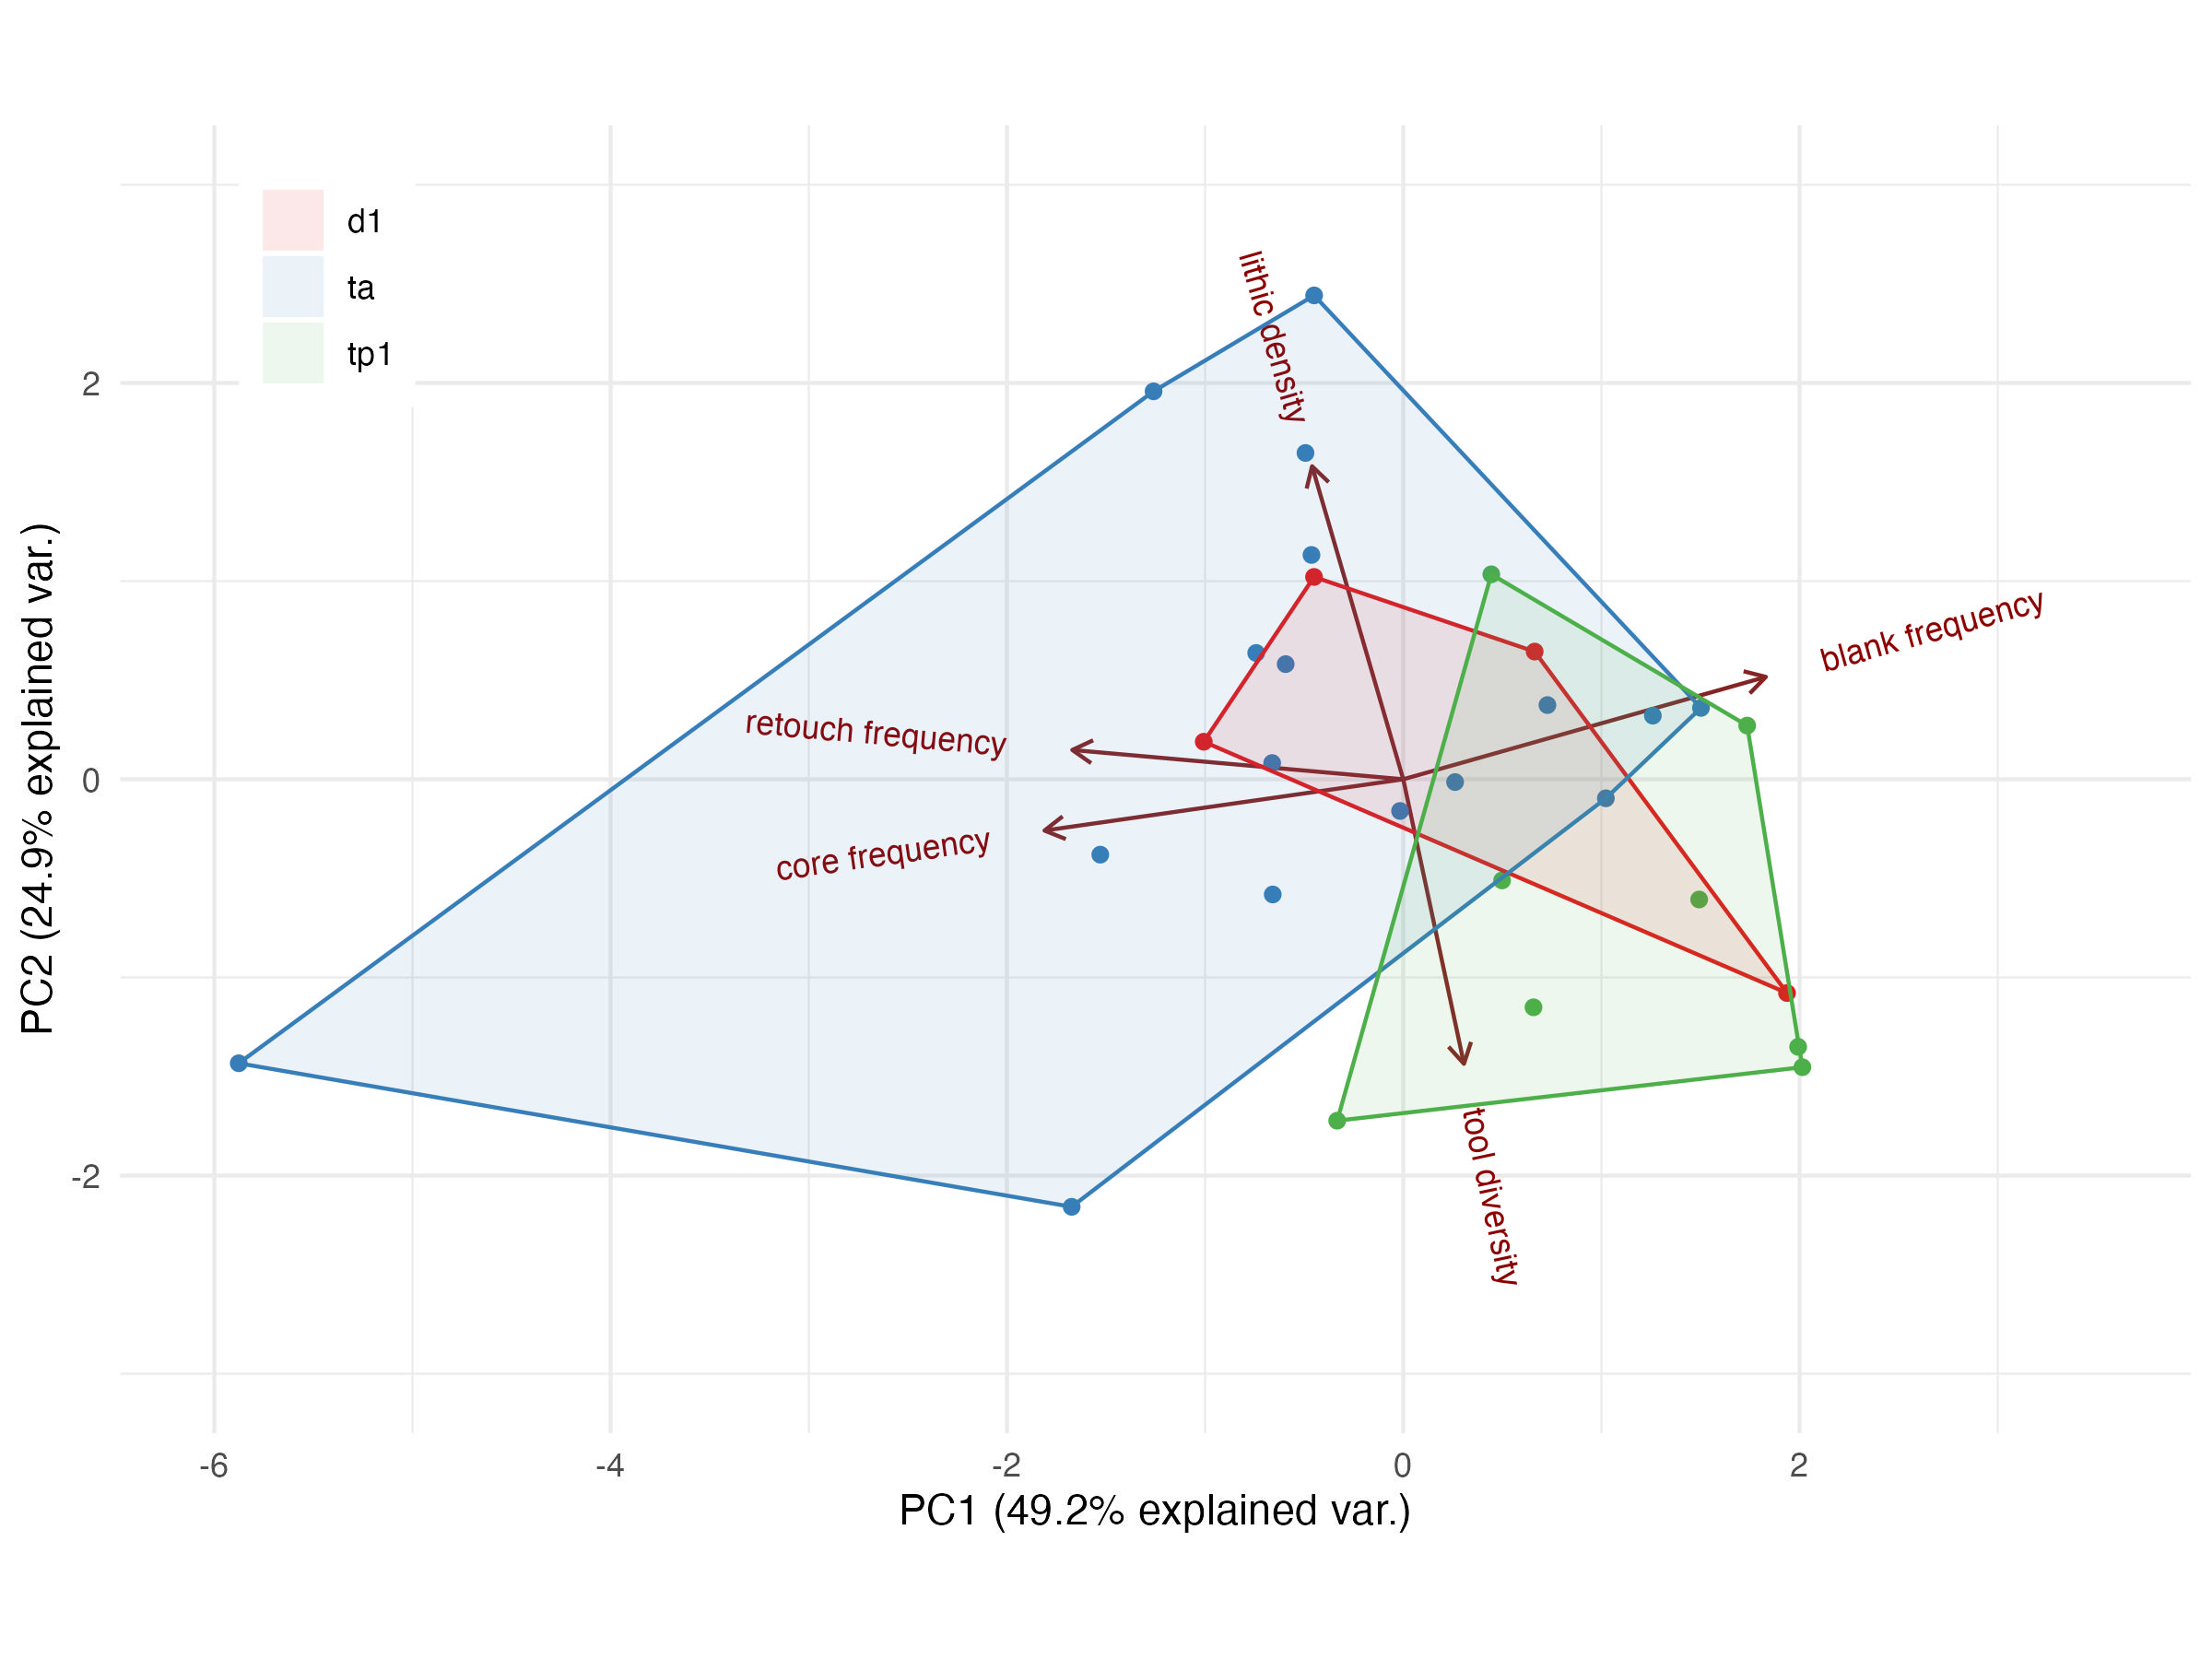 d1
ta
tp1
lithic density
blank frequency
retouch frequency
core frequency
tool diversity
PC2 (24.9% explained var.)
2
0
-2
-6
-4
-2
0
2
PC1 (49.2% explained var.)